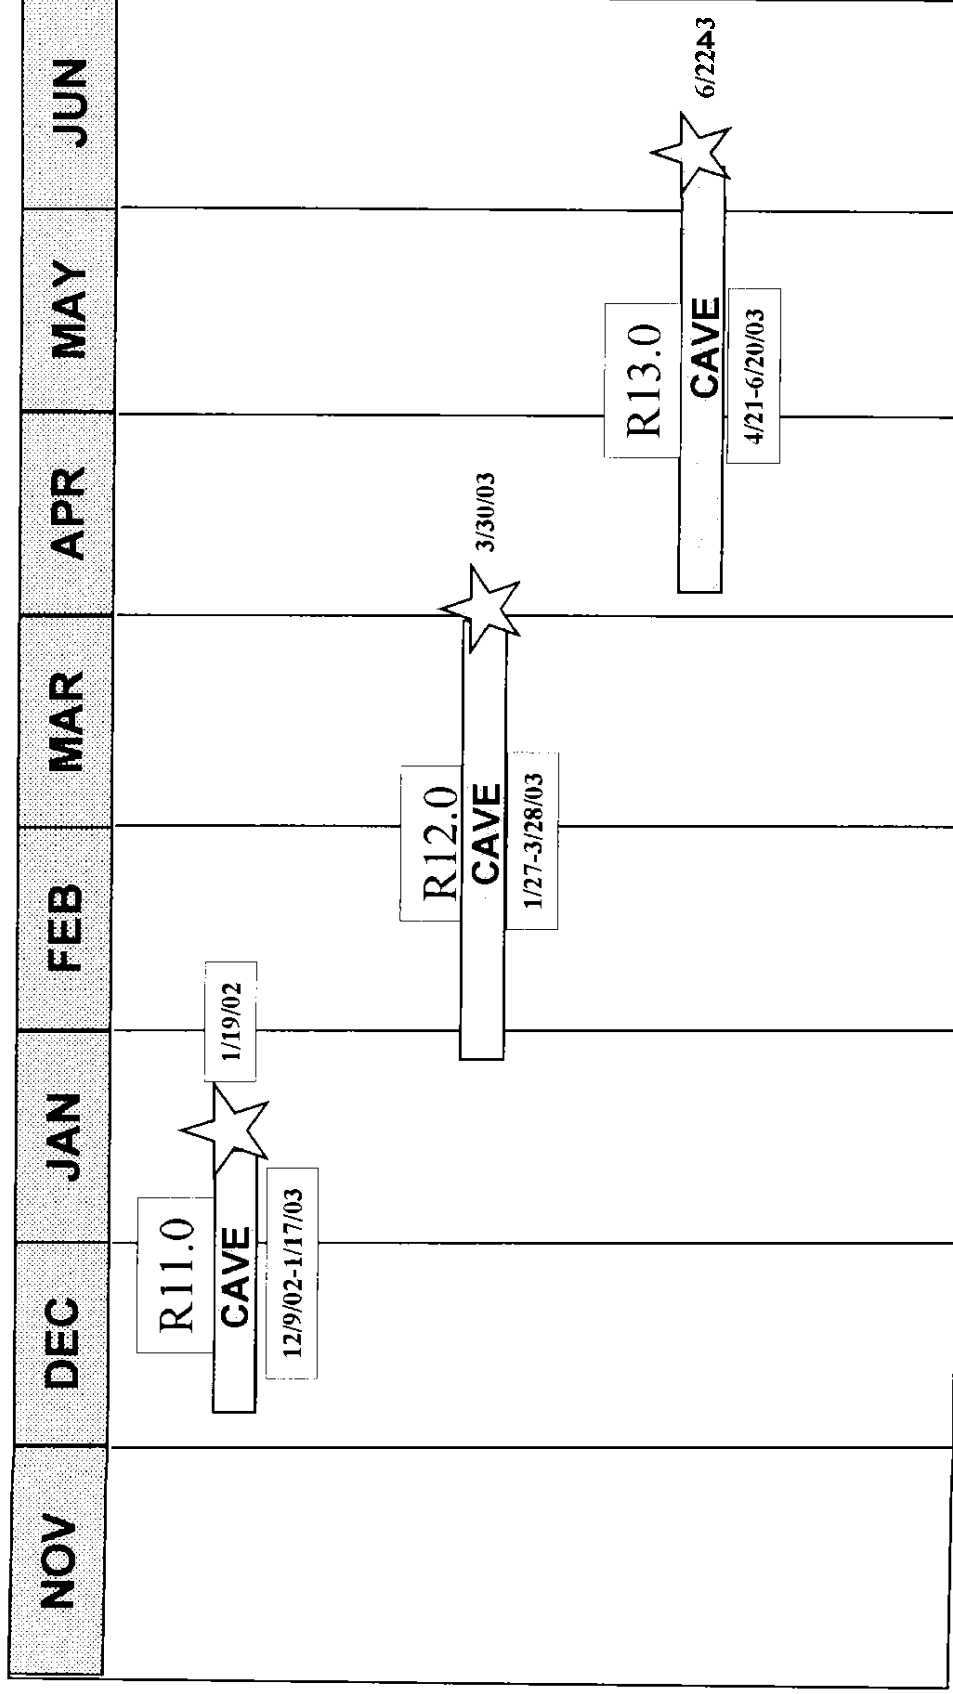 NOV DEC JAN FEB MAR APR MAY JUN
R11.0
CAVE
1/19/02
12/9/02-1/17/03
R12.0
CAVE
3/30/03
1/27-3/28/03
R13.0
CAVE
4/21-6/20/03